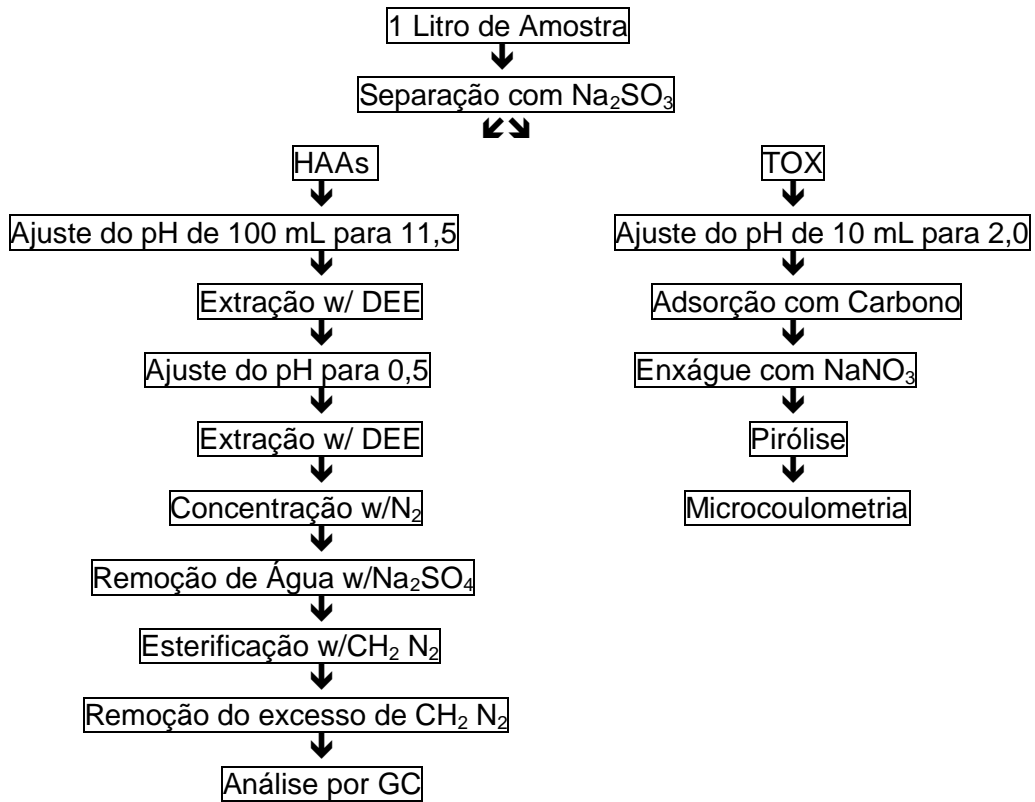 1 Litro de Amostra
Separação com Na₂SO₃
HAAs
Ajuste do pH de 100 mL para 11,5
Extração w/ DEE
Ajuste do pH para 0,5
Extração w/ DEE
Concentração w/N₂
Remoção de Água w/Na₂SO₄
Esterificação w/CH₂ N₂
Remoção do excesso de CH₂ N₂
Análise por GC
TOX
Ajuste do pH de 10 mL para 2,0
Adsorção com Carbono
Enxágue com NaNO₃
Pirólise
Microcoulometria